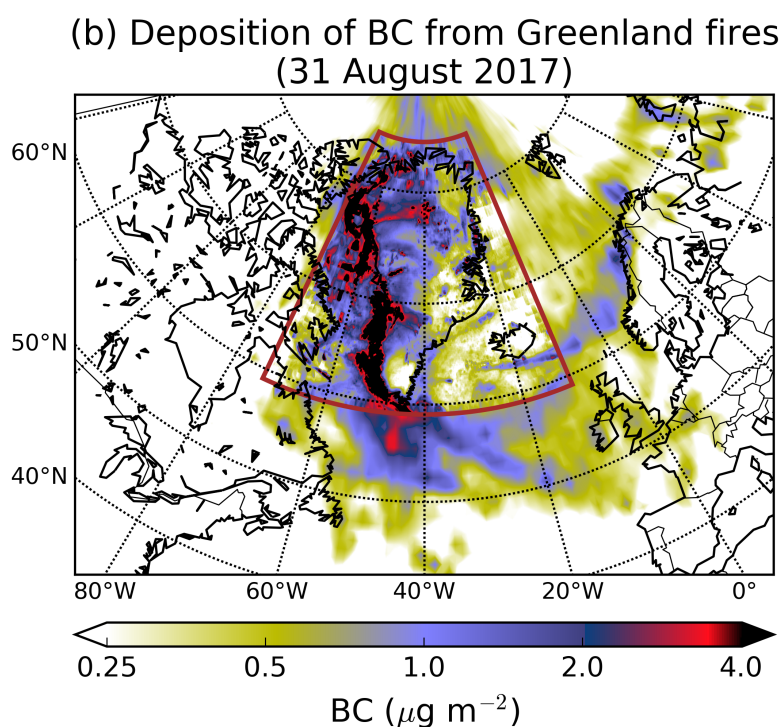 (b) Deposition of BC from Greenland fires
(31 August 2017)
60°N
50°N
40°N
80°W 60°W 40°W 20°W 0°
0.25 0.5 1.0 2.0 4.0
BC (μg m⁻²)